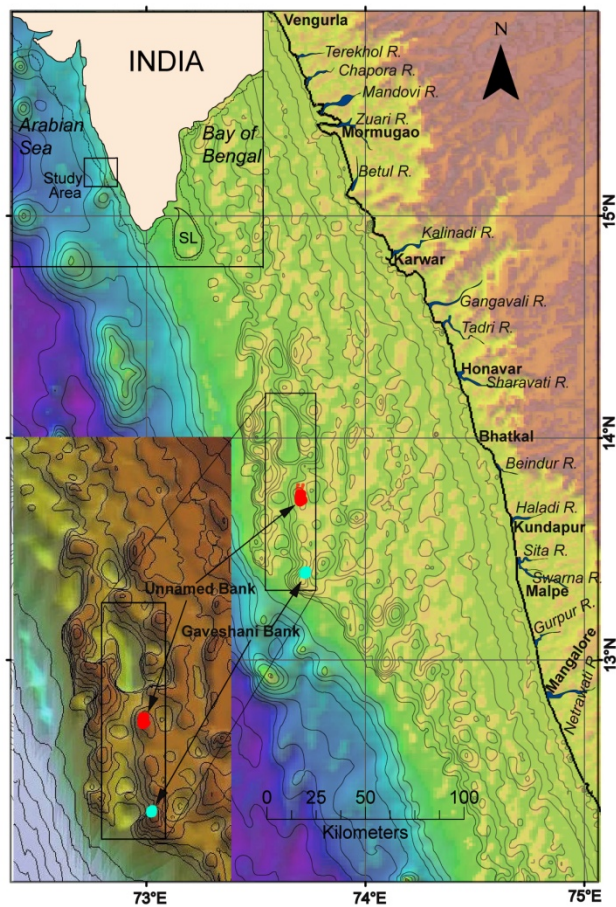 Vengurla
N
INDIA
Terekhol R.
Chapora R.
Mandovi R.
Zuari R.
Mormugao
Arabian
Sea
Bay of
Bengal
Study
Area
Betul R.
SL
15°N
Kalinadi R.
Karwar
Gangavali R.
Tadri R.
Honavar
Sharavati R.
14°N
Bhatkal
Beindur R.
Haladi R.
Kundapur
Sita R.
Swarna R.
Malpe
Unnamed Bank
Gaveshani Bank
Gurpur R.
13°N
Mangalore
Netrawati R.
0 25 50 100
Kilometers
73°E 74°E 75°E